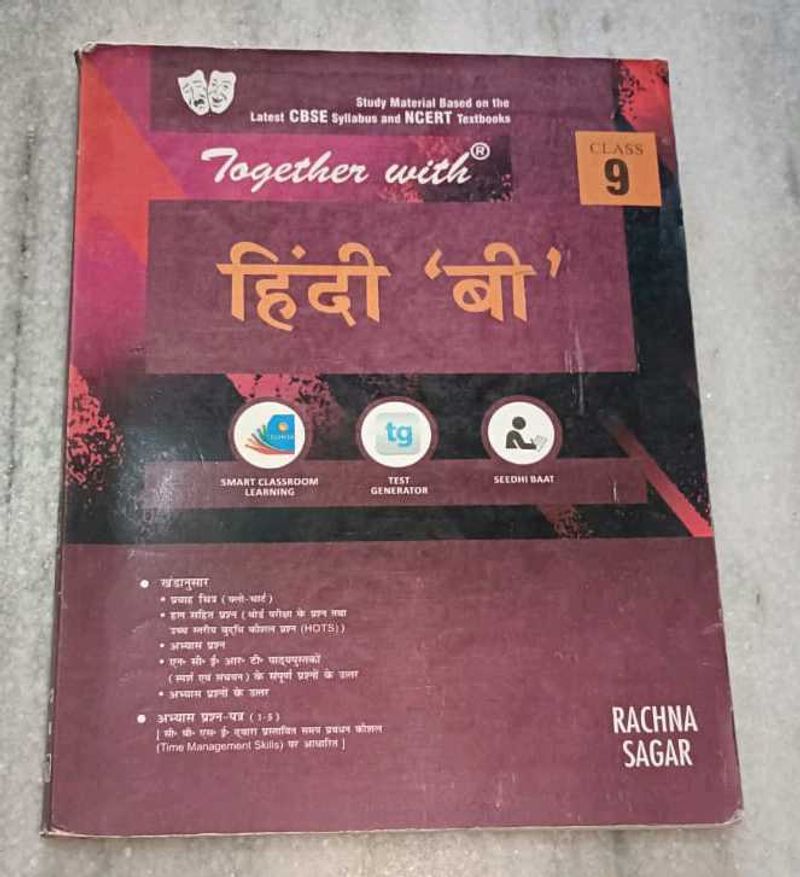 Study Material Based on the
Latest CBSE Syllabus and NCERT Textbooks
Together with®
CLASS
9
हिंदी ‘बी’
tg
SMART CLASSROOM
LEARNING
TEST
GENERATOR
SEEDHI BAAT
• खंडानुसार
• प्रवाह चित्र (फ्लो-चार्ट)
• हल सहित प्रश्न (बोर्ड परीक्षा के प्रश्न तथा
उच्च स्तरीय बुद्धि कौशल प्रश्न (HOTS))
• अभ्यास प्रश्न
• एन॰ सी॰ ई॰ आर॰ टी॰ पाठ्यपुस्तकों
(स्पर्श एवं संचयन) के संपूर्ण प्रश्नों के उत्तर
• अभ्यास प्रश्नों के उत्तर
• अभ्यास प्रश्न-पत्र (1-5)
[ सी॰ बी॰ एस॰ ई॰ द्वारा प्रस्तावित समय प्रबंधन कौशल
(Time Management Skills) पर आधारित ]
RACHNA
SAGAR